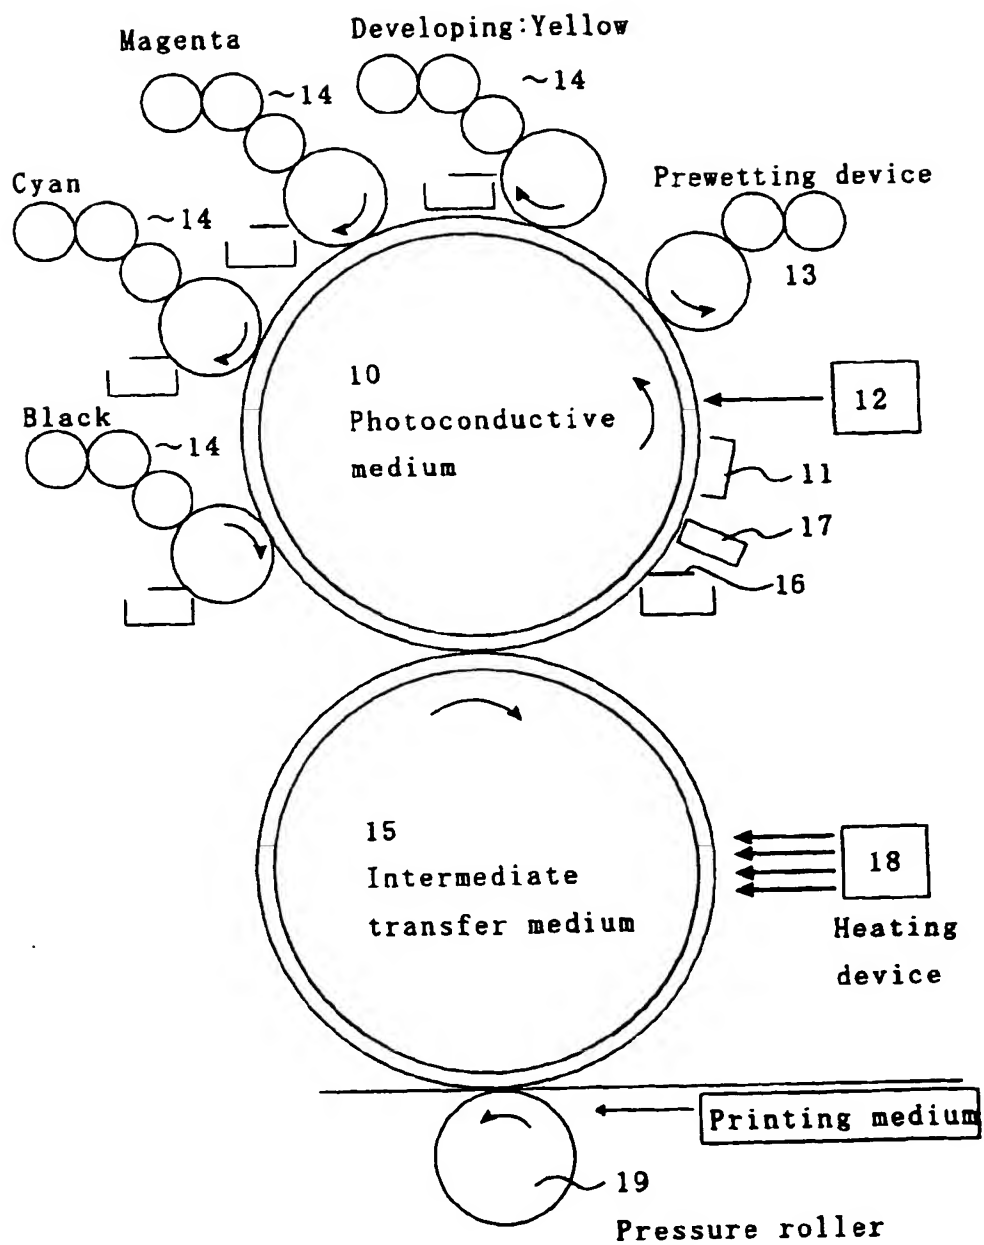 Developing:Yellow
Magenta
~14
~14
Prewetting device
Cyan
~14
13
10
Photoconductive
medium
12
Black
~14
11
17
16
15
Intermediate
transfer medium
18
Heating
device
Printing medium
19
Pressure roller